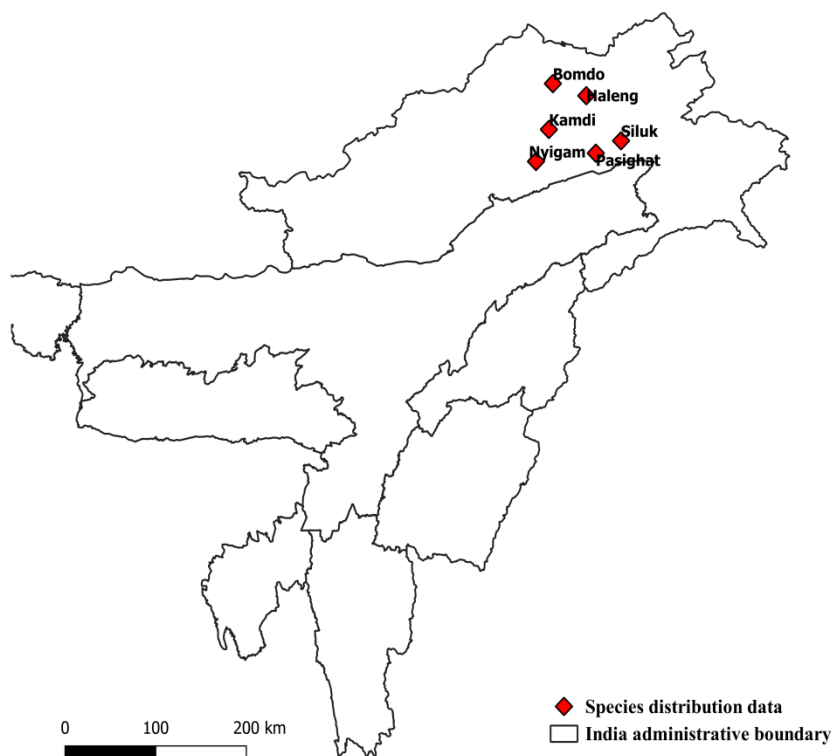 Bomdo
Haleng
Kamdi
Siluk
Nyigam
Pasighat
0 100 200 km
Species distribution data
India administrative boundary